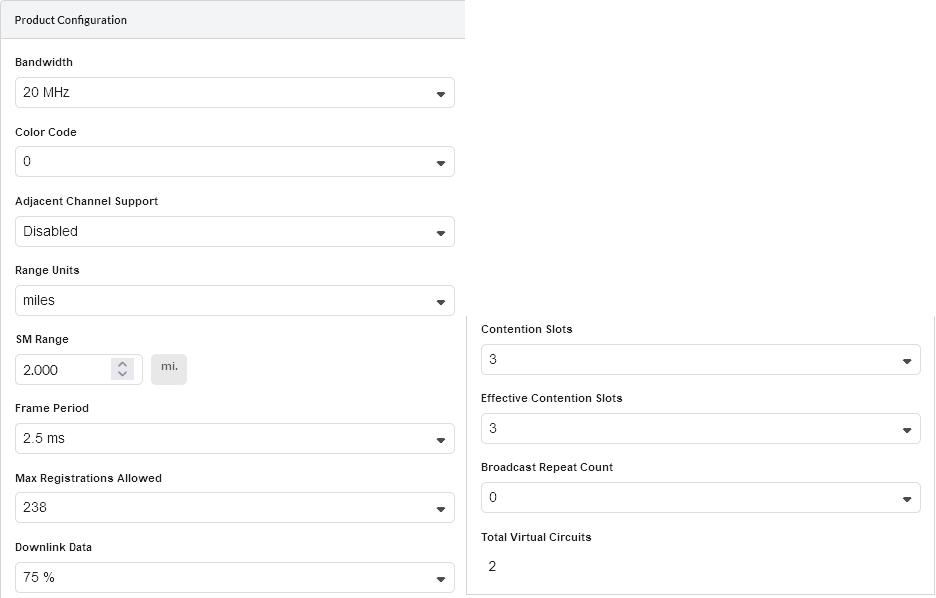 Product Configuration
Bandwidth
20 MHz
Color Code
0
Adjacent Channel Support
Disabled
Range Units
miles
SM Range
2.000
mi.
Frame Period
2.5 ms
Max Registrations Allowed
238
Downlink Data
75 %
Contention Slots
3
Effective Contention Slots
3
Broadcast Repeat Count
0
Total Virtual Circuits
2